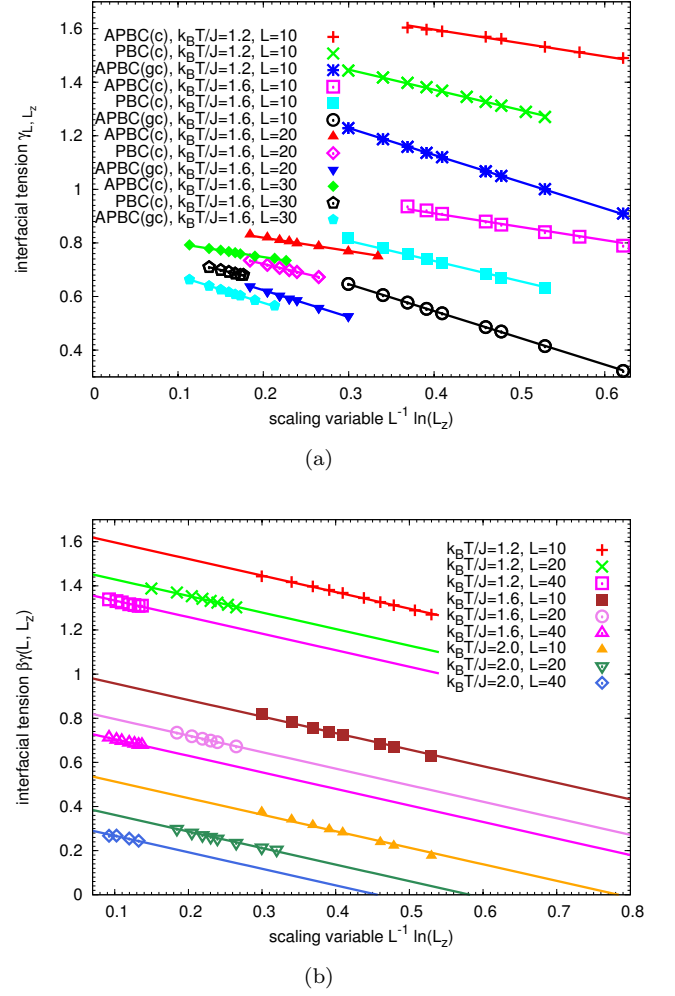 APBC(c), k_BT/J=1.2, L=10
PBC(c), k_BT/J=1.2, L=10
APBC(gc), k_BT/J=1.2, L=10
APBC(c), k_BT/J=1.6, L=10
PBC(c), k_BT/J=1.6, L=10
APBC(gc), k_BT/J=1.6, L=10
APBC(c), k_BT/J=1.6, L=20
PBC(c), k_BT/J=1.6, L=20
APBC(gc), k_BT/J=1.6, L=20
APBC(c), k_BT/J=1.6, L=30
PBC(c), k_BT/J=1.6, L=30
APBC(gc), k_BT/J=1.6, L=30
interfacial tension γ_{L, L_z}
1.6
1.4
1.2
1
0.8
0.6
0.4
0 0.1 0.2 0.3 0.4 0.5 0.6
scaling variable L^{-1} ln(L_z)
(a)
k_BT/J=1.2, L=10
k_BT/J=1.2, L=20
k_BT/J=1.2, L=40
k_BT/J=1.6, L=10
k_BT/J=1.6, L=20
k_BT/J=1.6, L=40
k_BT/J=2.0, L=10
k_BT/J=2.0, L=20
k_BT/J=2.0, L=40
interfacial tension βγ(L, L_z)
1.6
1.4
1.2
1
0.8
0.6
0.4
0.2
0
0.1 0.2 0.3 0.4 0.5 0.6 0.7 0.8
scaling variable L^{-1} ln(L_z)
(b)